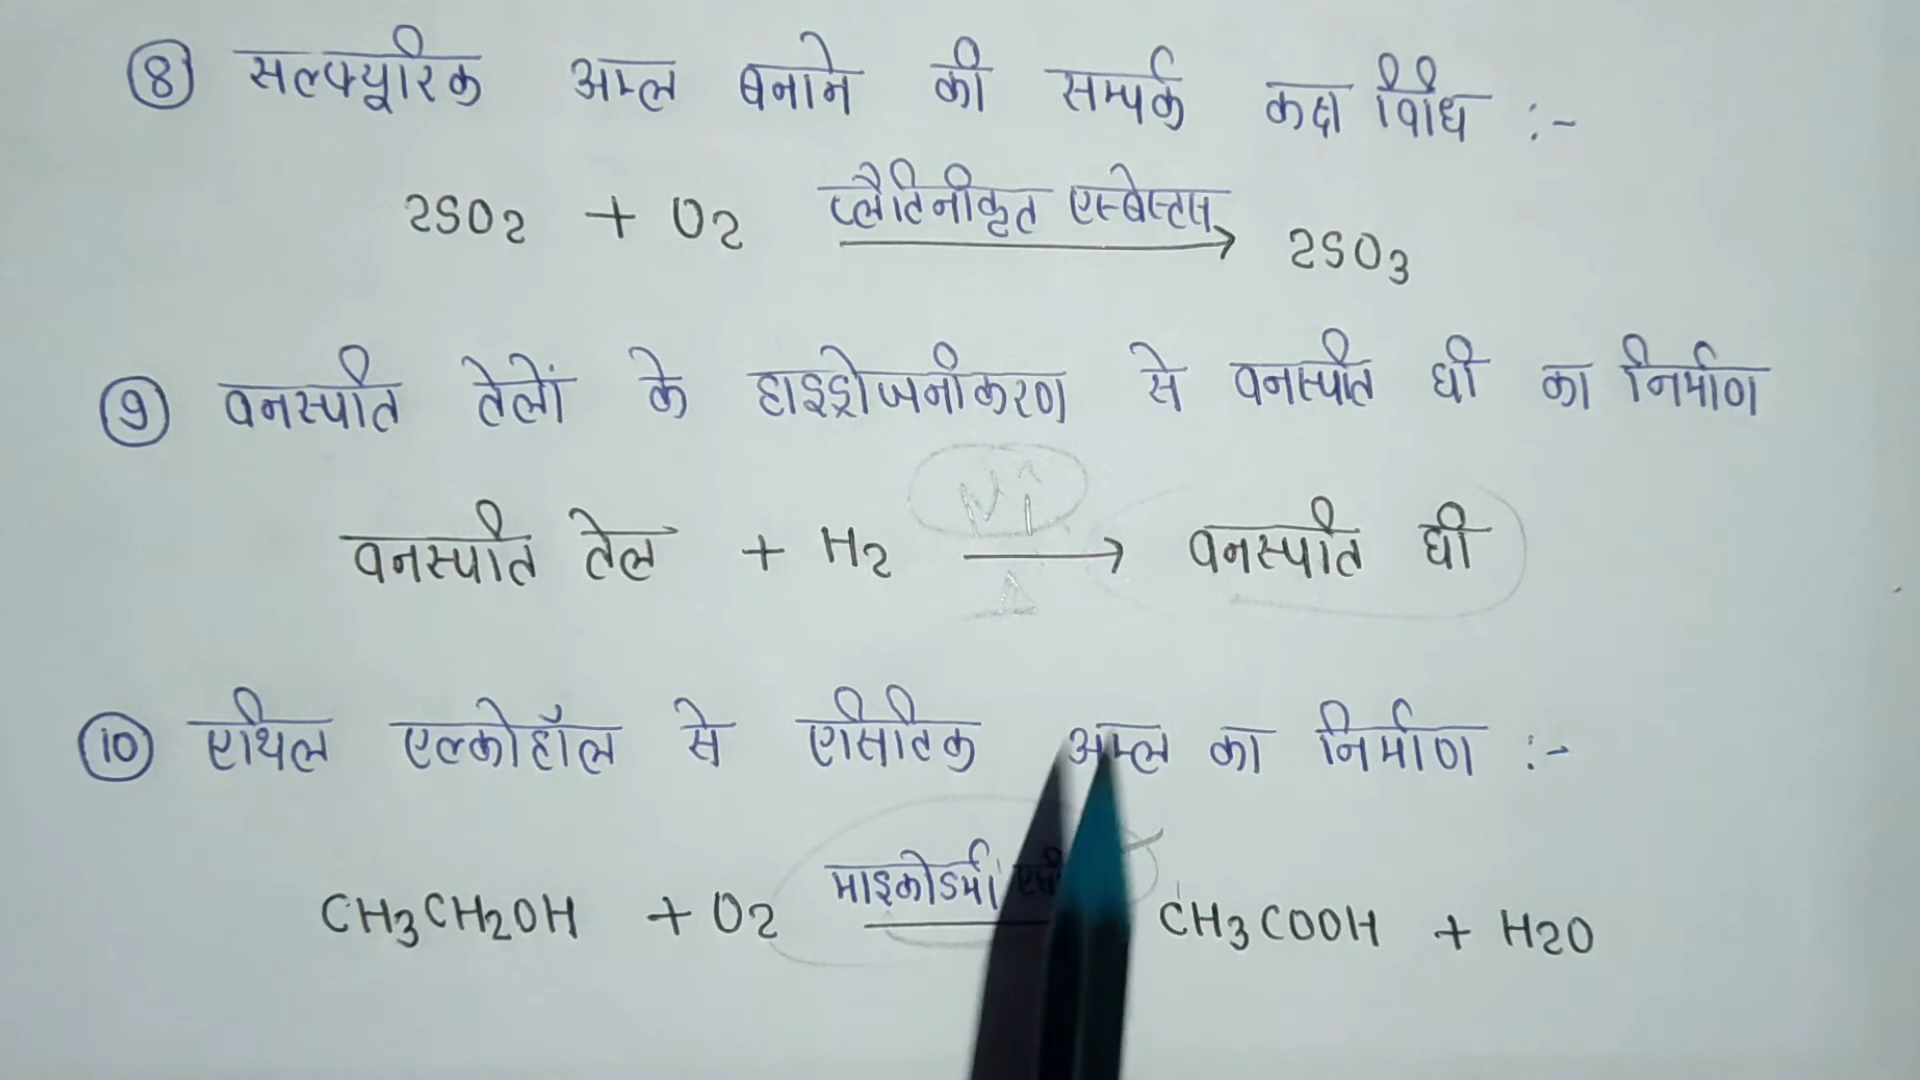 ⑧ सल्फ्यूरिक अम्ल बनाने की सम्पर्क कक्ष विधि :-
प्लैटिनीकृत एस्बेस्टस
2SO2 + O2 → 2SO3
⑨ वनस्पति तेलों के हाइड्रोजनीकरण से वनस्पति घी का निर्माण
Ni
वनस्पति तेल + H2 → वनस्पति घी
Δ
⑩ एथिल एल्कोहॉल से एसिटिक अम्ल का निर्माण :-
माइकोडर्मा
CH3CH2OH + O2 CH3COOH + H2O